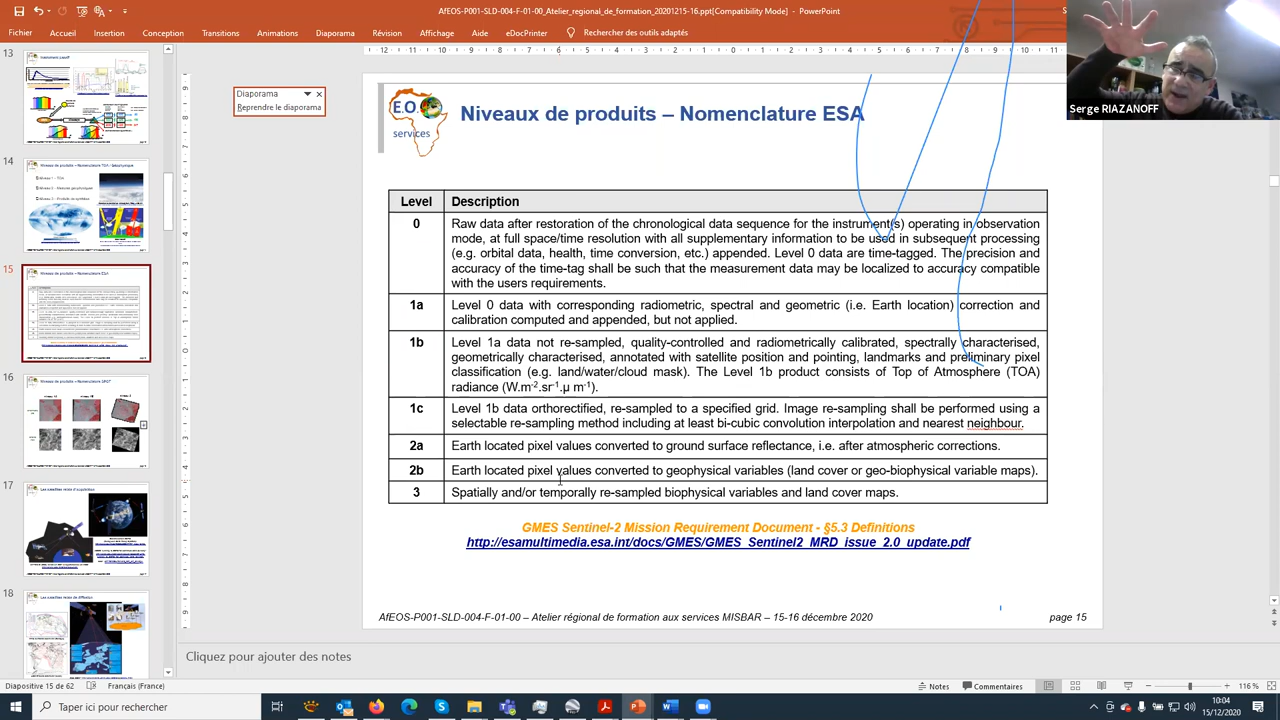 AfEOS-P001-SLD-004-F-01-00_Atelier_regional_de_formation_20201215-16.ppt[Compatibility Mode] - PowerPoint
Fichier Accueil Insertion Conception Transitions Animations Diaporama Révision Affichage Aide eDocPrinter Rechercher des outils adaptés
Serge RIAZANOFF
Diaporama
Reprendre le diaporama
E.O.
services
Niveaux de produits – Nomenclature ESA
Level Description
0 Raw data after restoration of the chronological data sequence for the instrument(s) operating in observation
mode, at full space/time resolution with all supplementary information to be used in subsequent processing
(e.g. orbital data, health, time conversion, etc.) appended. Level 0 data are time-tagged. The precision and
accuracy of the time-tag shall be such that the measurement data may be localized to accuracy compatible
with the users requirements.
1a Level 0 data with corresponding radiometric, spectral and geometric (i.e. Earth location) correction and
calibration computed and appended, but not applied.
1b Level 1a data not re-sampled, quality-controlled and radiometrically calibrated, spectrally characterised,
geometrically characterised, annotated with satellite position and pointing, landmarks and preliminary pixel
classification (e.g. land/water/cloud mask). The Level 1b product consists of Top of Atmosphere (TOA)
radiance (W.m-2.sr-1.µ m-1).
1c Level 1b data orthorectified, re-sampled to a specified grid. Image re-sampling shall be performed using a
selectable re-sampling method including at least bi-cubic convolution interpolation and nearest neighbour.
2a Earth located pixel values converted to ground surface reflectance, i.e. after atmospheric corrections.
2b Earth located pixel values converted to geophysical variables (land cover or geo-biophysical variable maps).
3 Spatially and/or temporally re-sampled biophysical variables and land cover maps.
GMES Sentinel-2 Mission Requirement Document - §5.3 Definitions
http://esamultimedia.esa.int/docs/GMES/GMES_Sentinel2_MRD_issue_2.0_update.pdf
AfEOS-P001-SLD-004-F-01-00 – Atelier régional de formation aux services MISBAR – 15-16 décembre 2020 page 15
13
14
15
16
17
18
Cliquez pour ajouter des notes
Diapositive 15 de 62 Français (France) Notes Commentaires 116 %
Taper ici pour rechercher
10:04
15/12/2020